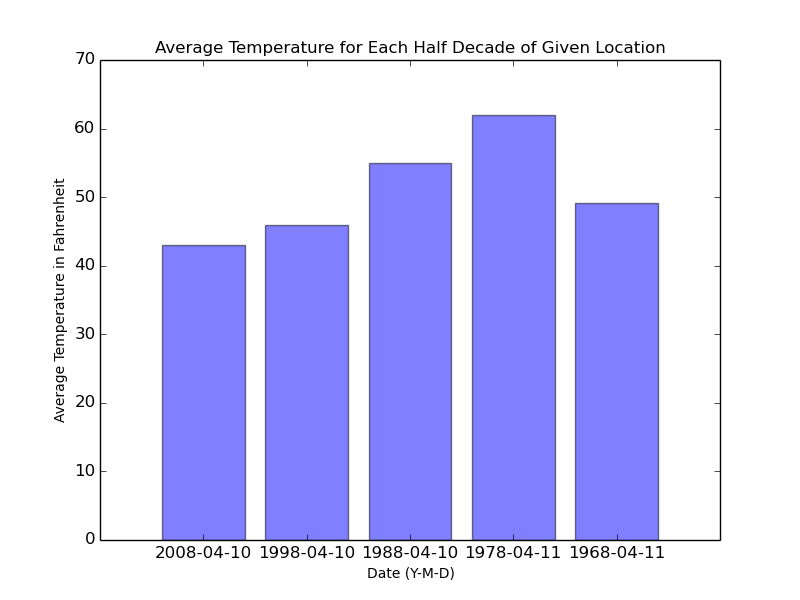 Average Temperature for Each Half Decade of Given Location
70
60
50
40
30
20
10
0
Average Temperature in Fahrenheit
2008-04-10 1998-04-10 1988-04-10 1978-04-11 1968-04-11
Date (Y-M-D)